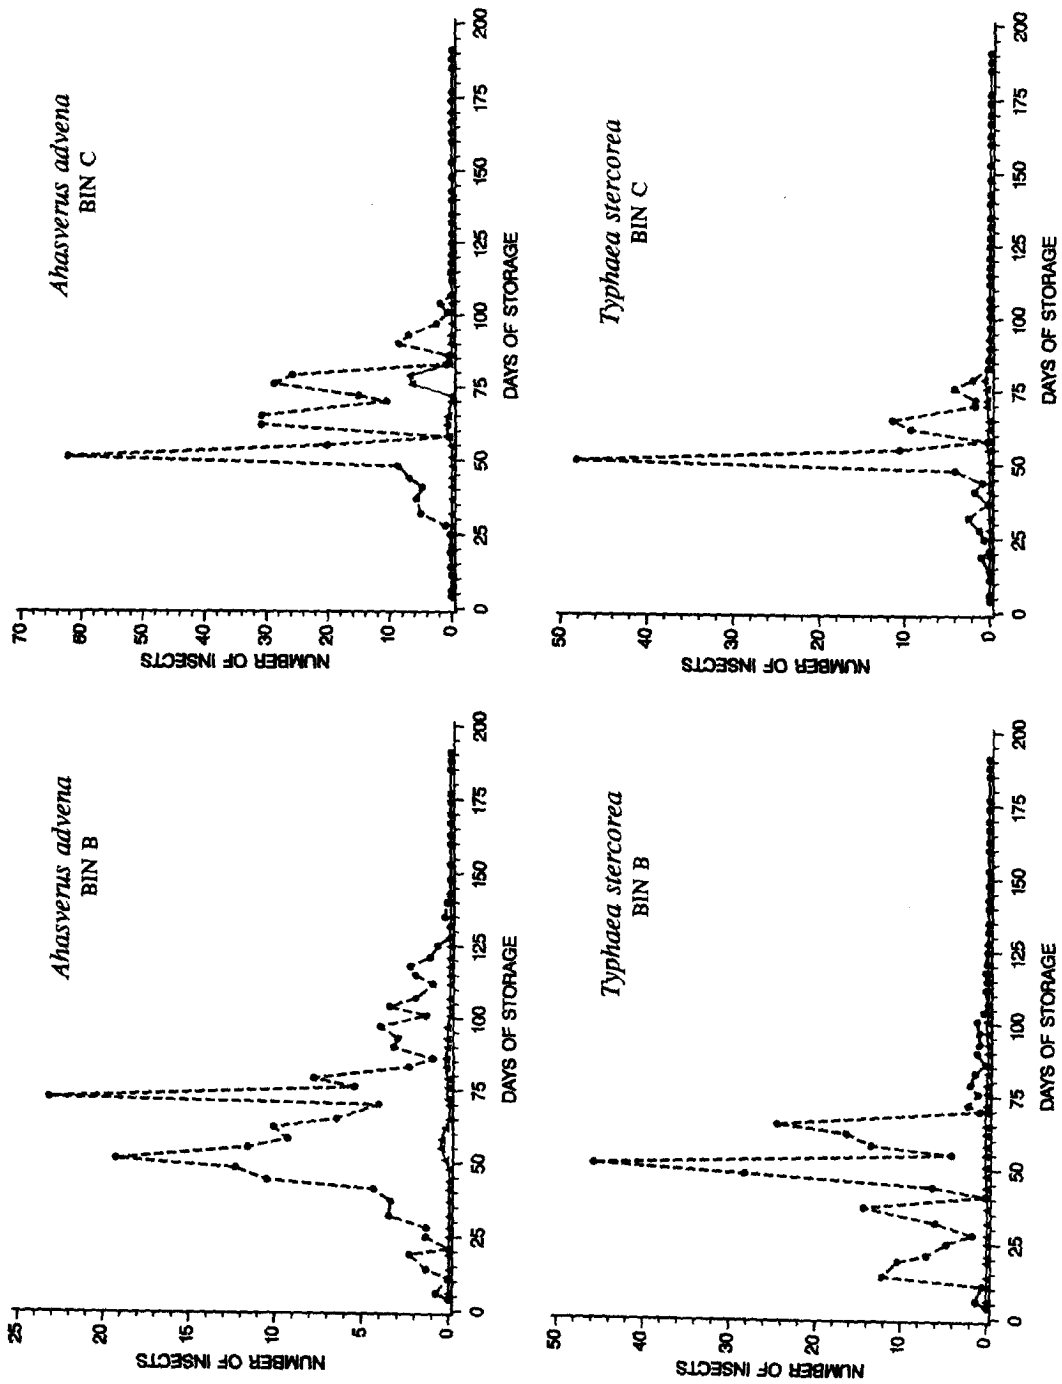 Ahasverus advena
BIN B
25
20
15
10
5
0
NUMBER OF INSECTS
0 25 50 75 100 125 150 175 200
DAYS OF STORAGE
Ahasverus advena
BIN C
70
60
50
40
30
20
10
0
NUMBER OF INSECTS
0 25 50 75 100 125 150 175 200
DAYS OF STORAGE
Typhaea stercorea
BIN B
50
40
30
20
10
0
NUMBER OF INSECTS
0 25 50 75 100 125 150 175 200
DAYS OF STORAGE
Typhaea stercorea
BIN C
50
40
30
20
10
0
NUMBER OF INSECTS
0 25 50 75 100 125 150 175 200
DAYS OF STORAGE